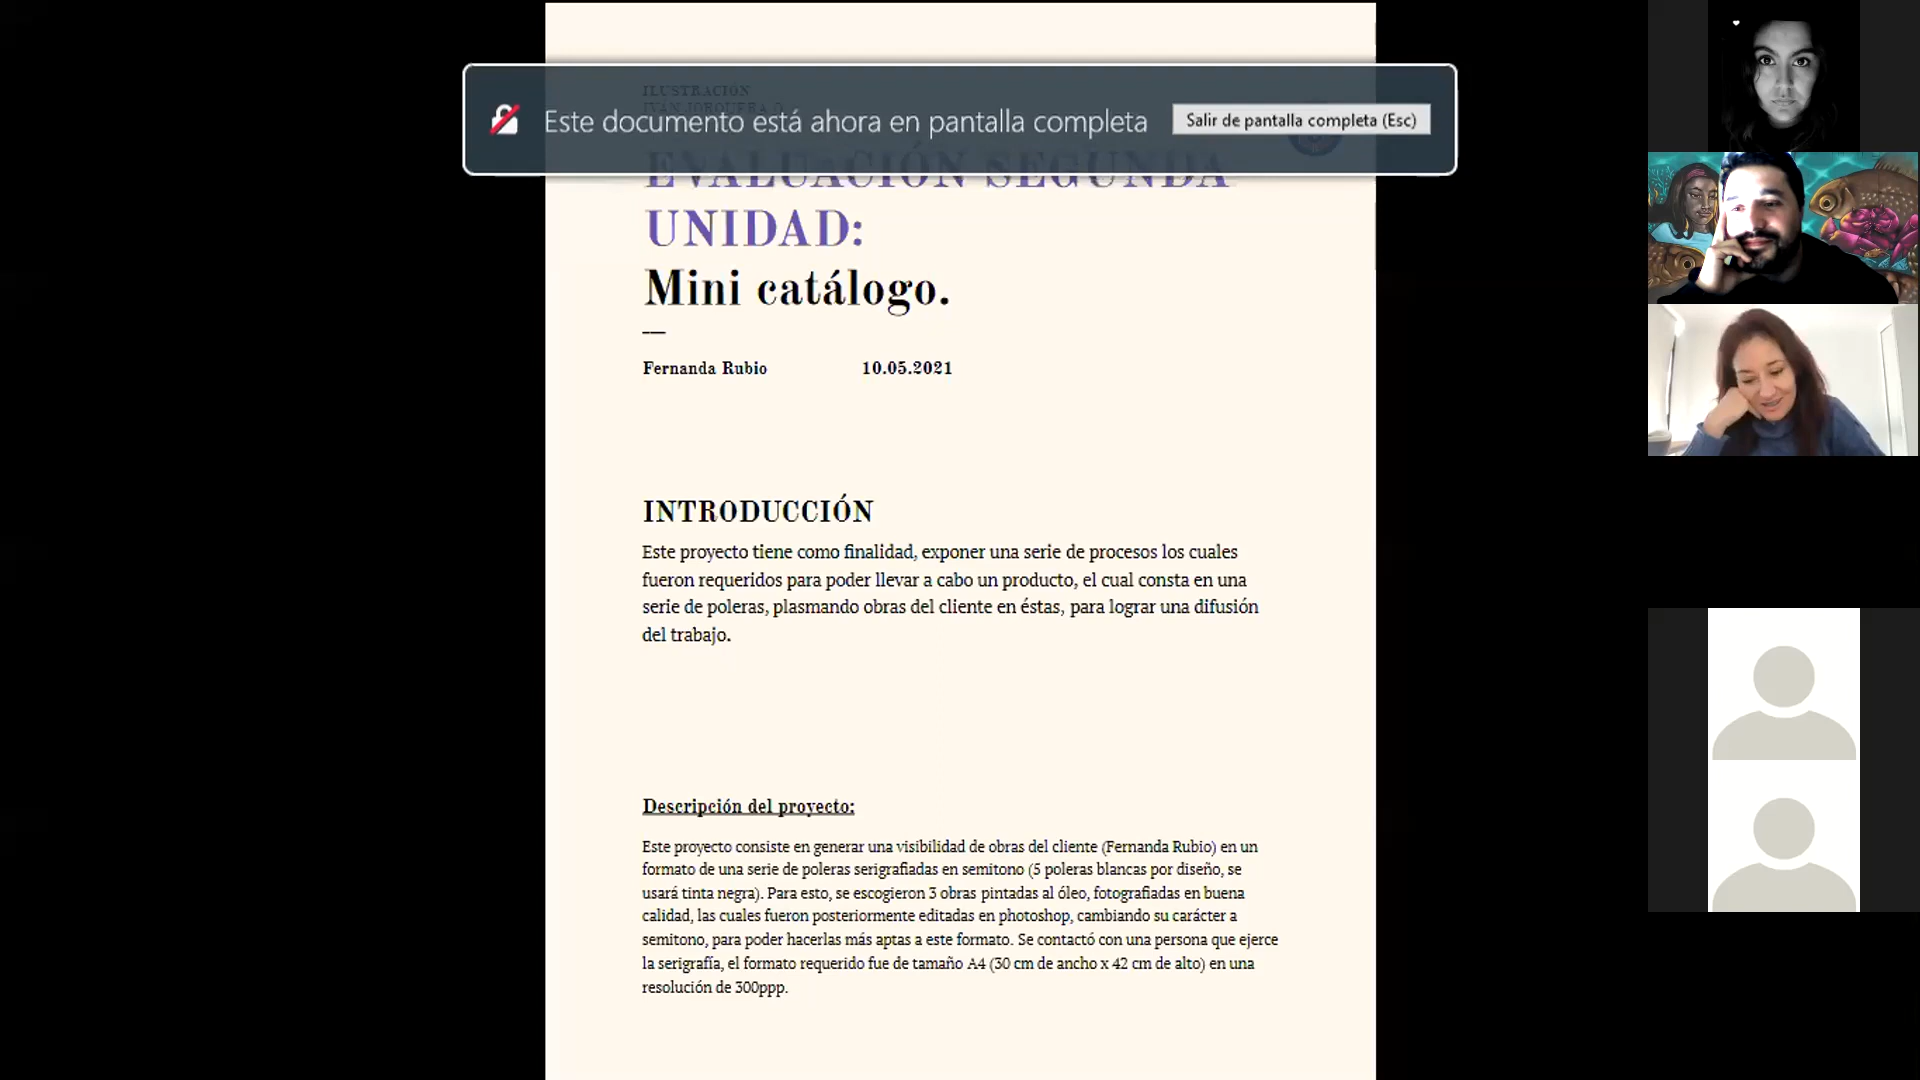 ILUSTRACIÓN
IVÁN JORQUERA
Este documento está ahora en pantalla completa
Salir de pantalla completa (Esc)
EVALUACIÓN SEGUNDA
UNIDAD:
Mini catálogo.
Fernanda Rubio 10.05.2021
INTRODUCCIÓN
Este proyecto tiene como finalidad, exponer una serie de procesos los cuales
fueron requeridos para poder llevar a cabo un producto, el cual consta en una
serie de poleras, plasmando obras del cliente en éstas, para lograr una difusión
del trabajo.
Descripción del proyecto:
Este proyecto consiste en generar una visibilidad de obras del cliente (Fernanda Rubio) en un
formato de una serie de poleras serigrafiadas en semitono (5 poleras blancas por diseño, se
usará tinta negra). Para esto, se escogieron 3 obras pintadas al óleo, fotografiadas en buena
calidad, las cuales fueron posteriormente editadas en photoshop, cambiando su carácter a
semitono, para poder hacerlas más aptas a este formato. Se contactó con una persona que ejerce
la serigrafía, el formato requerido fue de tamaño A4 (30 cm de ancho x 42 cm de alto) en una
resolución de 300ppp.